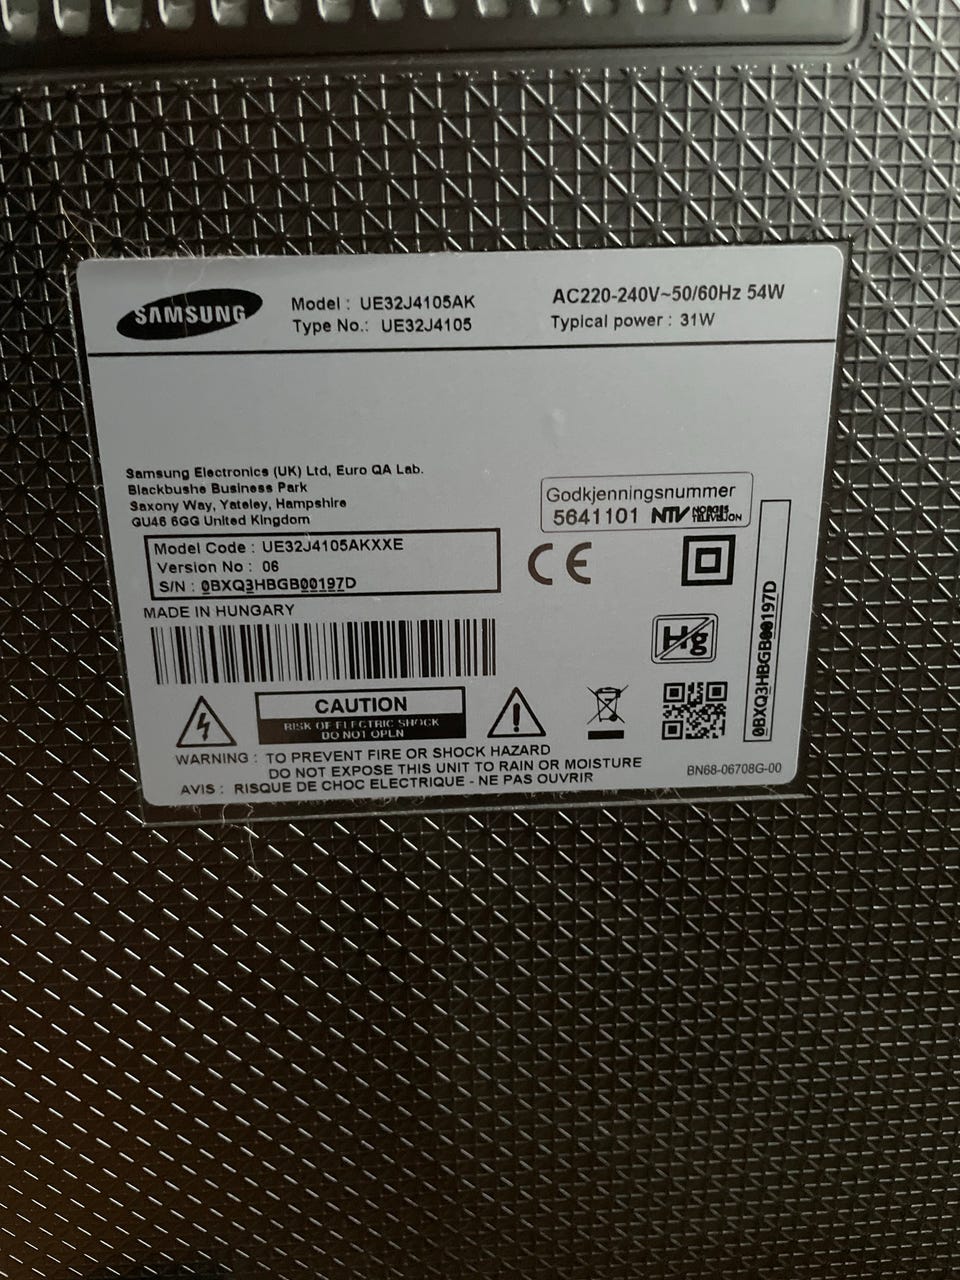 SAMSUNG
Model : UE32J4105AK
Type No.: UE32J4105
AC220-240V~50/60Hz 54W
Typical power : 31W
Samsung Electronics (UK) Ltd, Euro QA Lab.
Blackbushe Business Park
Saxony Way, Yateley, Hampshire
GU46 6GG United Kingdom
Godkjenningsnummer
5641101 NTV NORGES TELEVISJON
Model Code : UE32J4105AKXXE
Version No : 06
S/N : 0BXQ3HBGB00197D
MADE IN HUNGARY
CE
Hg
0BXQ3HBGB00197D
CAUTION
RISK OF ELECTRIC SHOCK
DO NOT OPEN
WARNING : TO PREVENT FIRE OR SHOCK HAZARD
DO NOT EXPOSE THIS UNIT TO RAIN OR MOISTURE
AVIS : RISQUE DE CHOC ELECTRIQUE - NE PAS OUVRIR
BN68-06708G-00